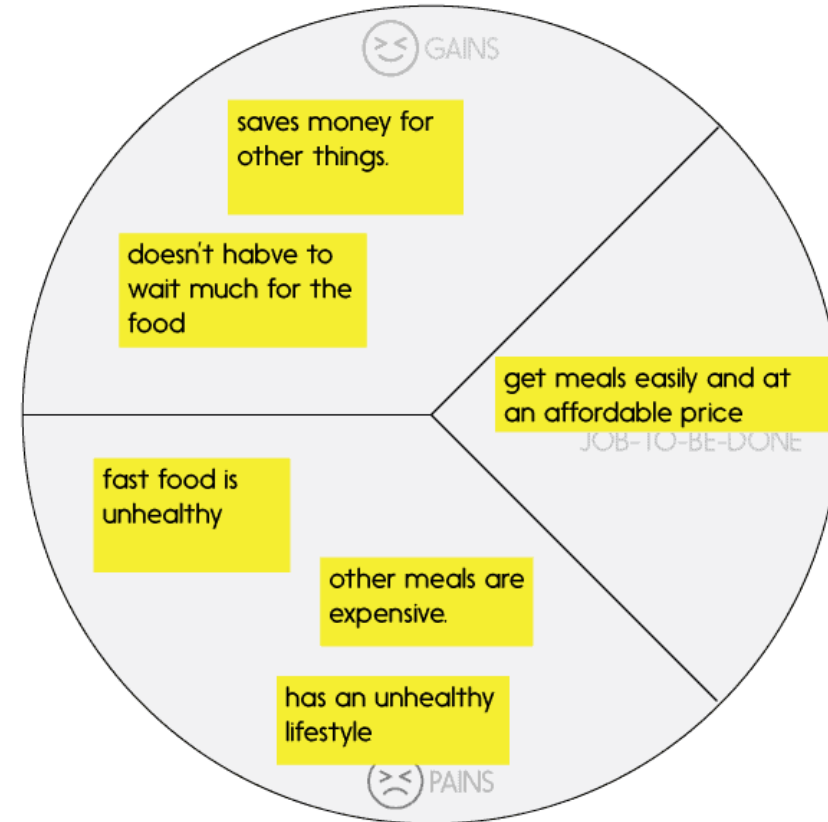 GAINS
saves money for
other things.
doesn't habve to
wait much for the
food
get meals easily and at
an affordable price
JOB-TO-BE-DONE
fast food is
unhealthy
other meals are
expensive.
has an unhealthy
lifestyle
PAINS